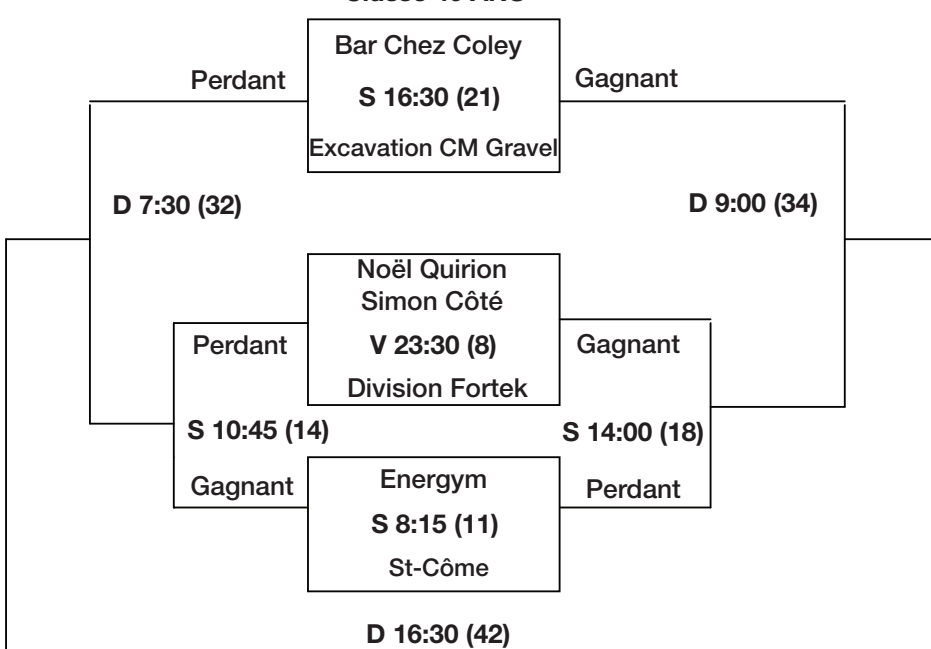 Bar Chez Coley
Perdant
S 16:30 (21)
Gagnant
Excavation CM Gravel
D 7:30 (32)
D 9:00 (34)
Noël Quirion
Simon Côté
Perdant
V 23:30 (8)
Gagnant
Division Fortek
S 10:45 (14)
S 14:00 (18)
Gagnant
Energym
Perdant
S 8:15 (11)
St-Côme
D 16:30 (42)